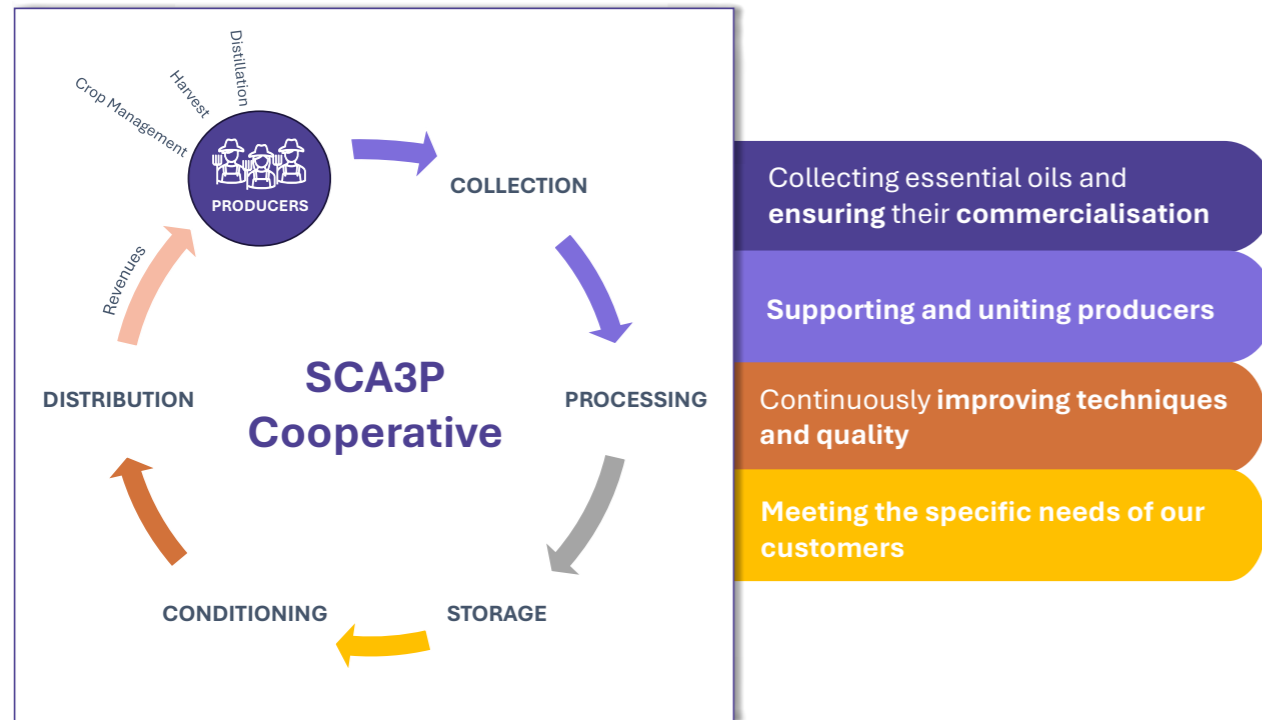 Distillation
Harvest
Crop Management
PRODUCERS
COLLECTION
Revenues
SCA3P
Cooperative
DISTRIBUTION
PROCESSING
CONDITIONING
STORAGE
Collecting essential oils and
ensuring their commercialisation
Supporting and uniting producers
Continuously improving techniques
and quality
Meeting the specific needs of our
customers